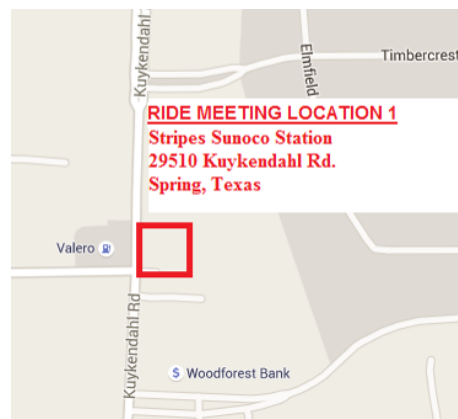 Kuykendahl
Elmfield
Timbercrest
RIDE MEETING LOCATION 1
Stripes Sunoco Station
29510 Kuykendahl Rd.
Spring, Texas
Valero
Kuykendahl Rd
$ Woodforest Bank